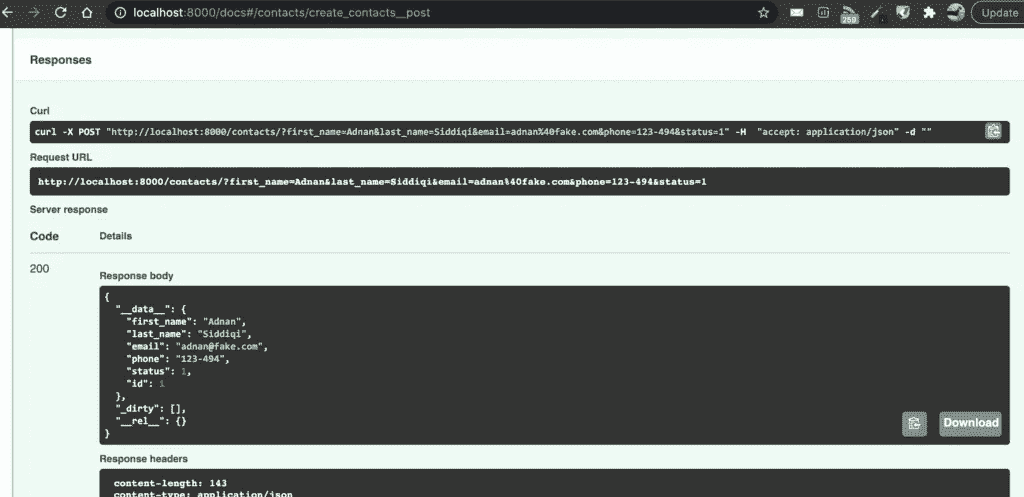 localhost:8000/docs#/contacts/create_contacts__post
259
Update
Responses
Curl
curl -X POST "http://localhost:8000/contacts/?first_name=Adnan&last_name=Siddiqi&email=adnan%40fake.com&phone=123-494&status=1" -H  "accept: application/json" -d ""
Request URL
http://localhost:8000/contacts/?first_name=Adnan&last_name=Siddiqi&email=adnan%40fake.com&phone=123-494&status=1
Server response
Code Details
200
Response body
{
  "__data__": {
    "first_name": "Adnan",
    "last_name": "Siddiqi",
    "email": "adnan@fake.com",
    "phone": "123-494",
    "status": 1,
    "id": 1
  },
  "_dirty": [],
  "__rel__": {}
}
Download
Response headers
content-length: 143
content-type: application/json